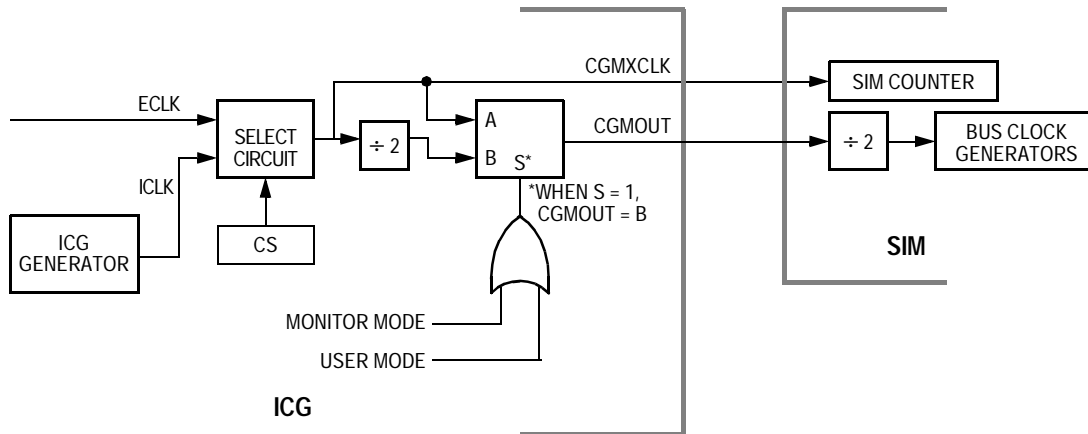 CGMXCLK
SIM COUNTER
ECLK
SELECT
CIRCUIT
÷ 2
A
B
S*
CGMOUT
÷ 2
BUS CLOCK
GENERATORS
ICLK
*WHEN S = 1,
CGMOUT = B
ICG
GENERATOR
CS
SIM
MONITOR MODE
USER MODE
ICG